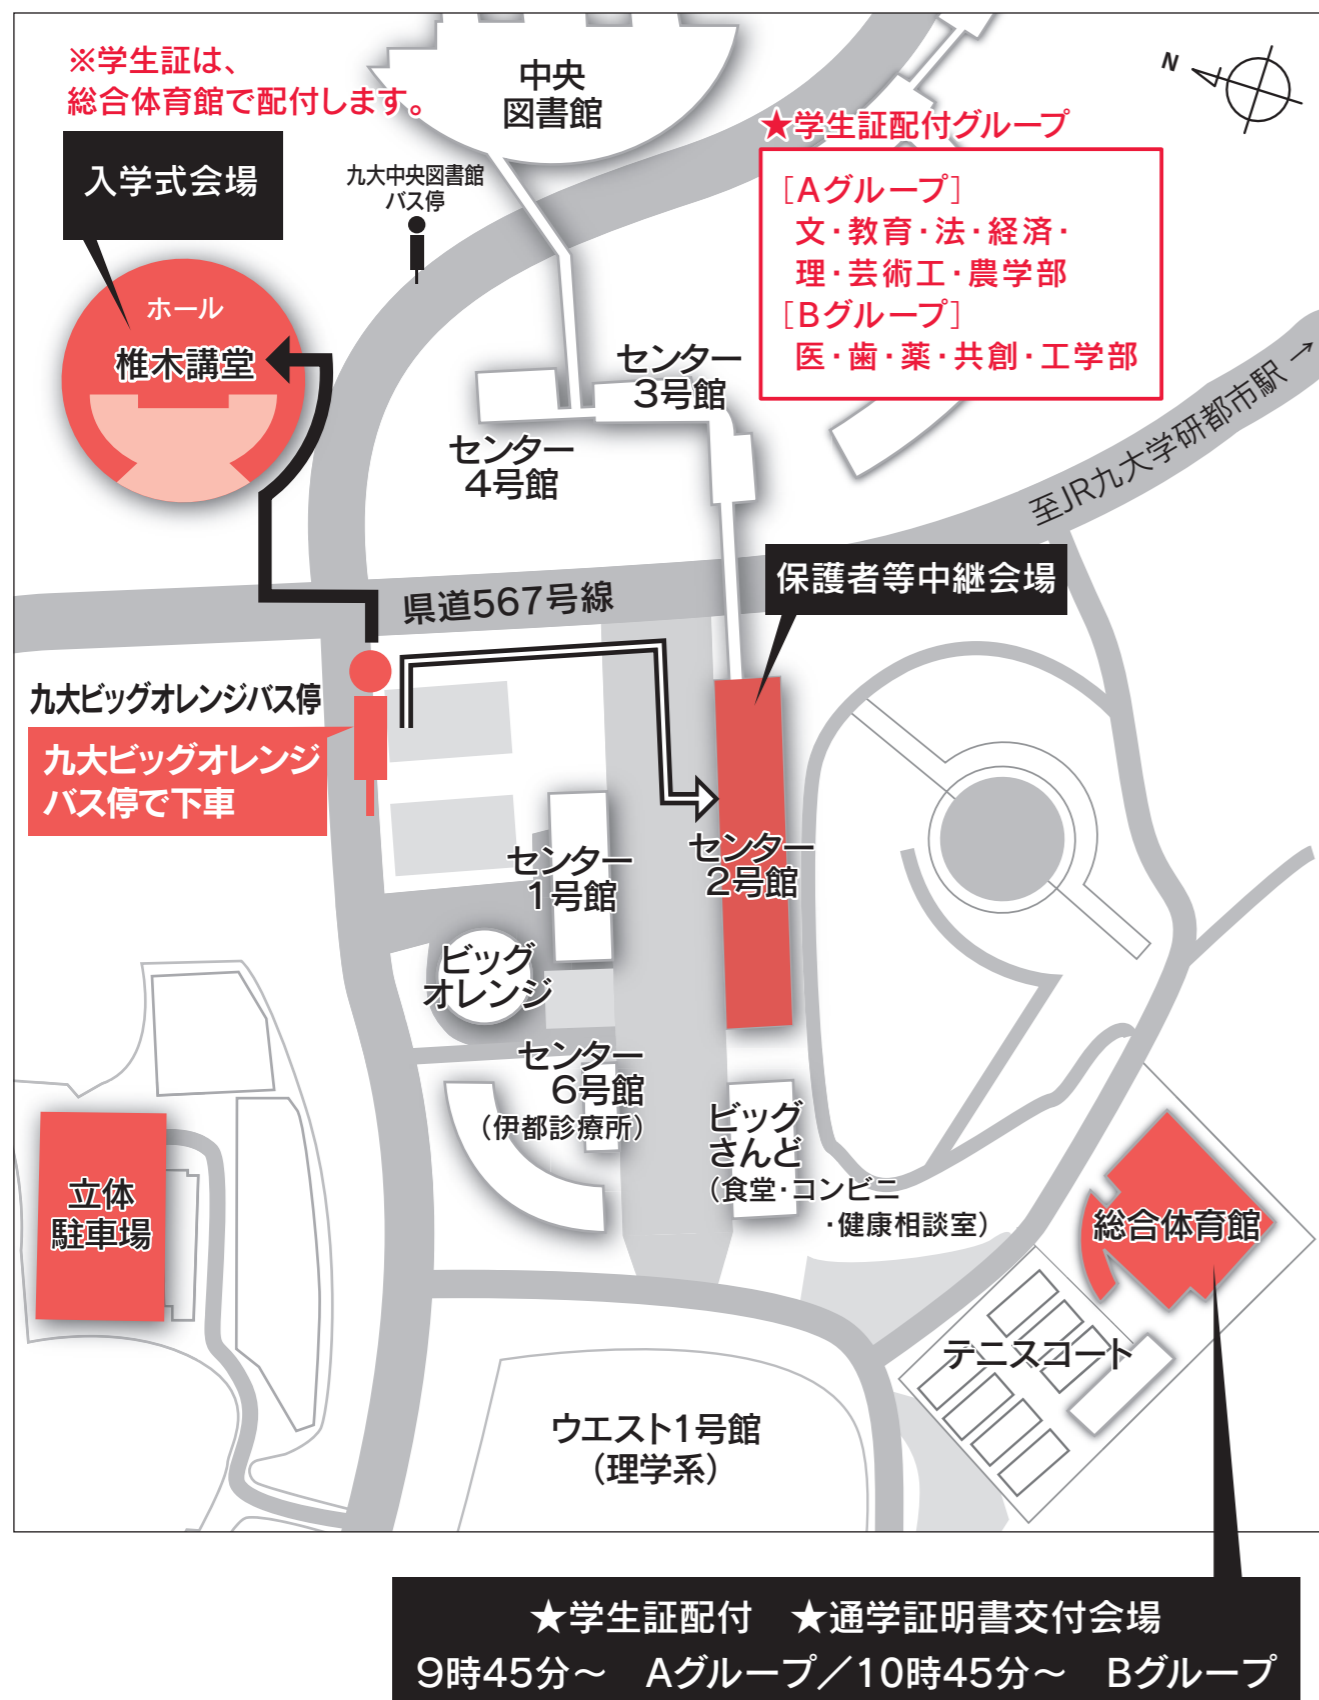 ※学生証は、
総合体育館で配付します。
入学式会場
中央
図書館
九大中央図書館
バス停
N
★学生証配付グループ
［Aグループ］
文・教育・法・経済・
理・芸術工・農学部
［Bグループ］
医・歯・薬・共創・工学部
ホール
椎木講堂
センター
3号館
センター
4号館
至JR九大学研都市駅→
県道567号線
保護者等中継会場
九大ビッグオレンジバス停
九大ビッグオレンジ
バス停で下車
センター
1号館
センター
2号館
ビッグ
オレンジ
センター
6号館
（伊都診療所）
ビッグ
さんど
（食堂・コンビニ
・健康相談室）
立体
駐車場
総合体育館
テニスコート
ウエスト1号館
（理学系）
★学生証配付　★通学証明書交付会場
9時45分～　Aグループ／10時45分～　Bグループ